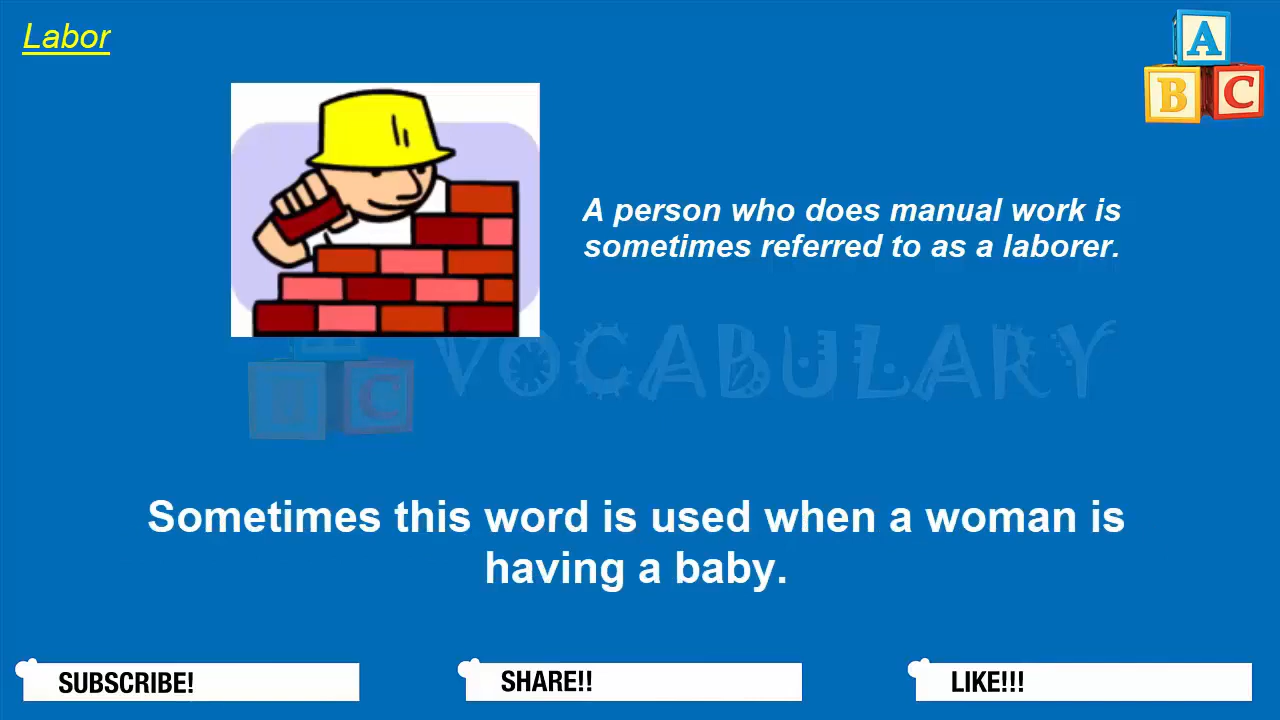 Labor
A
B C
A person who does manual work is
sometimes referred to as a laborer.
VOCABULARY
C
Sometimes this word is used when a woman is
having a baby.
SUBSCRIBE!
SHARE!!
LIKE!!!